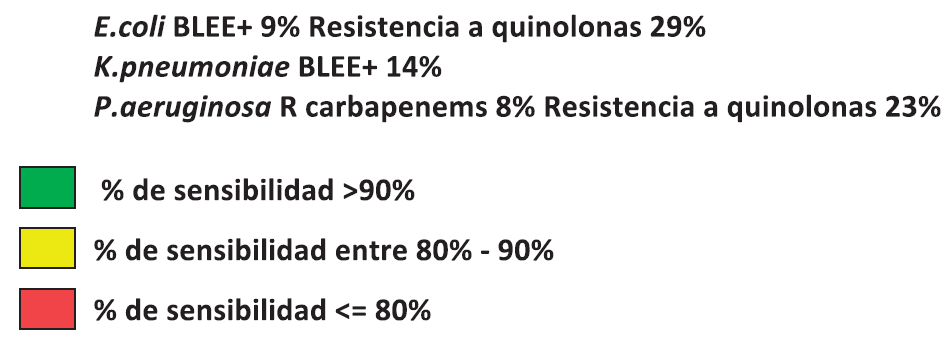 E.coli BLEE+ 9% Resistencia a quinolonas 29%
K.pneumoniae BLEE+ 14%
P.aeruginosa R carbapenems 8% Resistencia a quinolonas 23%
% de sensibilidad >90%
% de sensibilidad entre 80% - 90%
% de sensibilidad <= 80%